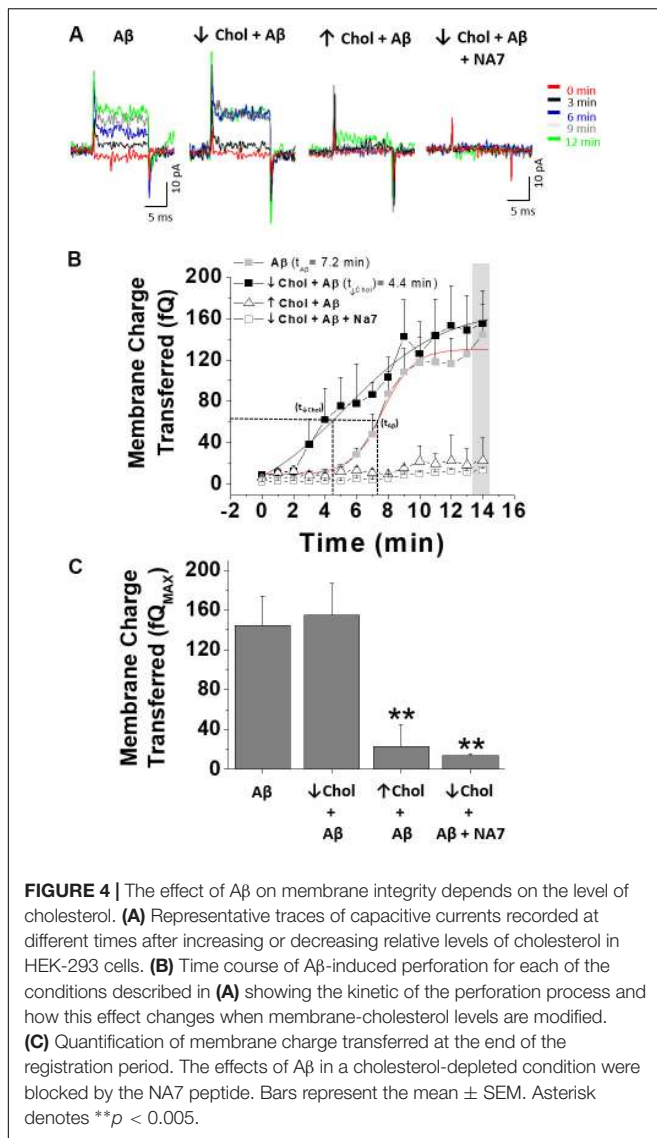 A
Aβ
↓ Chol + Aβ
↑ Chol + Aβ
↓ Chol + Aβ
+ NA7
0 min
3 min
6 min
9 min
12 min
10 pA
5 ms
10 pA
5 ms
B
Aβ (tAβ= 7.2 min)
↓Chol + Aβ (t↓Chol)= 4.4 min)
↑ Chol + Aβ
↓Chol + Aβ + Na7
Membrane Charge
Transferred (fQ)
200
160
120
80
40
0
(t↓Chol)
(tAβ)
-2 0 2 4 6 8 10 12 14 16
Time (min)
C
Membrane Charge
Transferred (fQMAX)
200
160
120
80
40
0
** **
Aβ
↓Chol
+
Aβ
↑Chol
+
Aβ
↓Chol
+
Aβ + NA7
FIGURE 4 | The effect of Aβ on membrane integrity depends on the level of
cholesterol. (A) Representative traces of capacitive currents recorded at
different times after increasing or decreasing relative levels of cholesterol in
HEK-293 cells. (B) Time course of Aβ-induced perforation for each of the
conditions described in (A) showing the kinetic of the perforation process and
how this effect changes when membrane-cholesterol levels are modified.
(C) Quantification of membrane charge transferred at the end of the
registration period. The effects of Aβ in a cholesterol-depleted condition were
blocked by the NA7 peptide. Bars represent the mean ± SEM. Asterisk
denotes **p < 0.005.